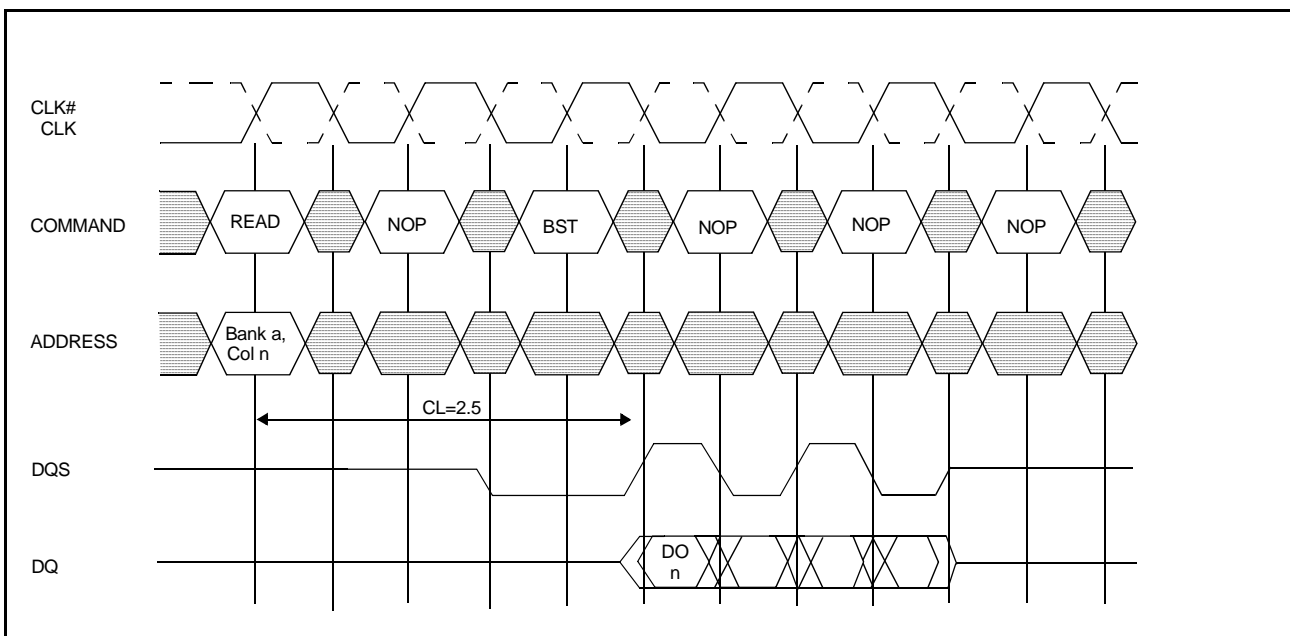 CLK#
CLK
COMMAND
READ
NOP
BST
NOP
NOP
NOP
ADDRESS
Bank a,
Col n
CL=2.5
DQS
DQ
DO
n